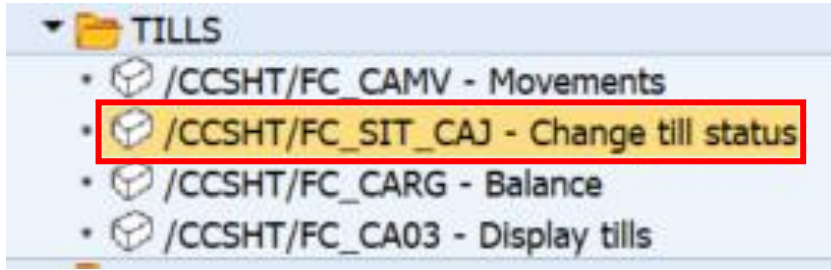 TILLS
/CCSHT/FC_CAMV - Movements
/CCSHT/FC_SIT_CAJ - Change till status
/CCSHT/FC_CARG - Balance
/CCSHT/FC_CA03 - Display tills